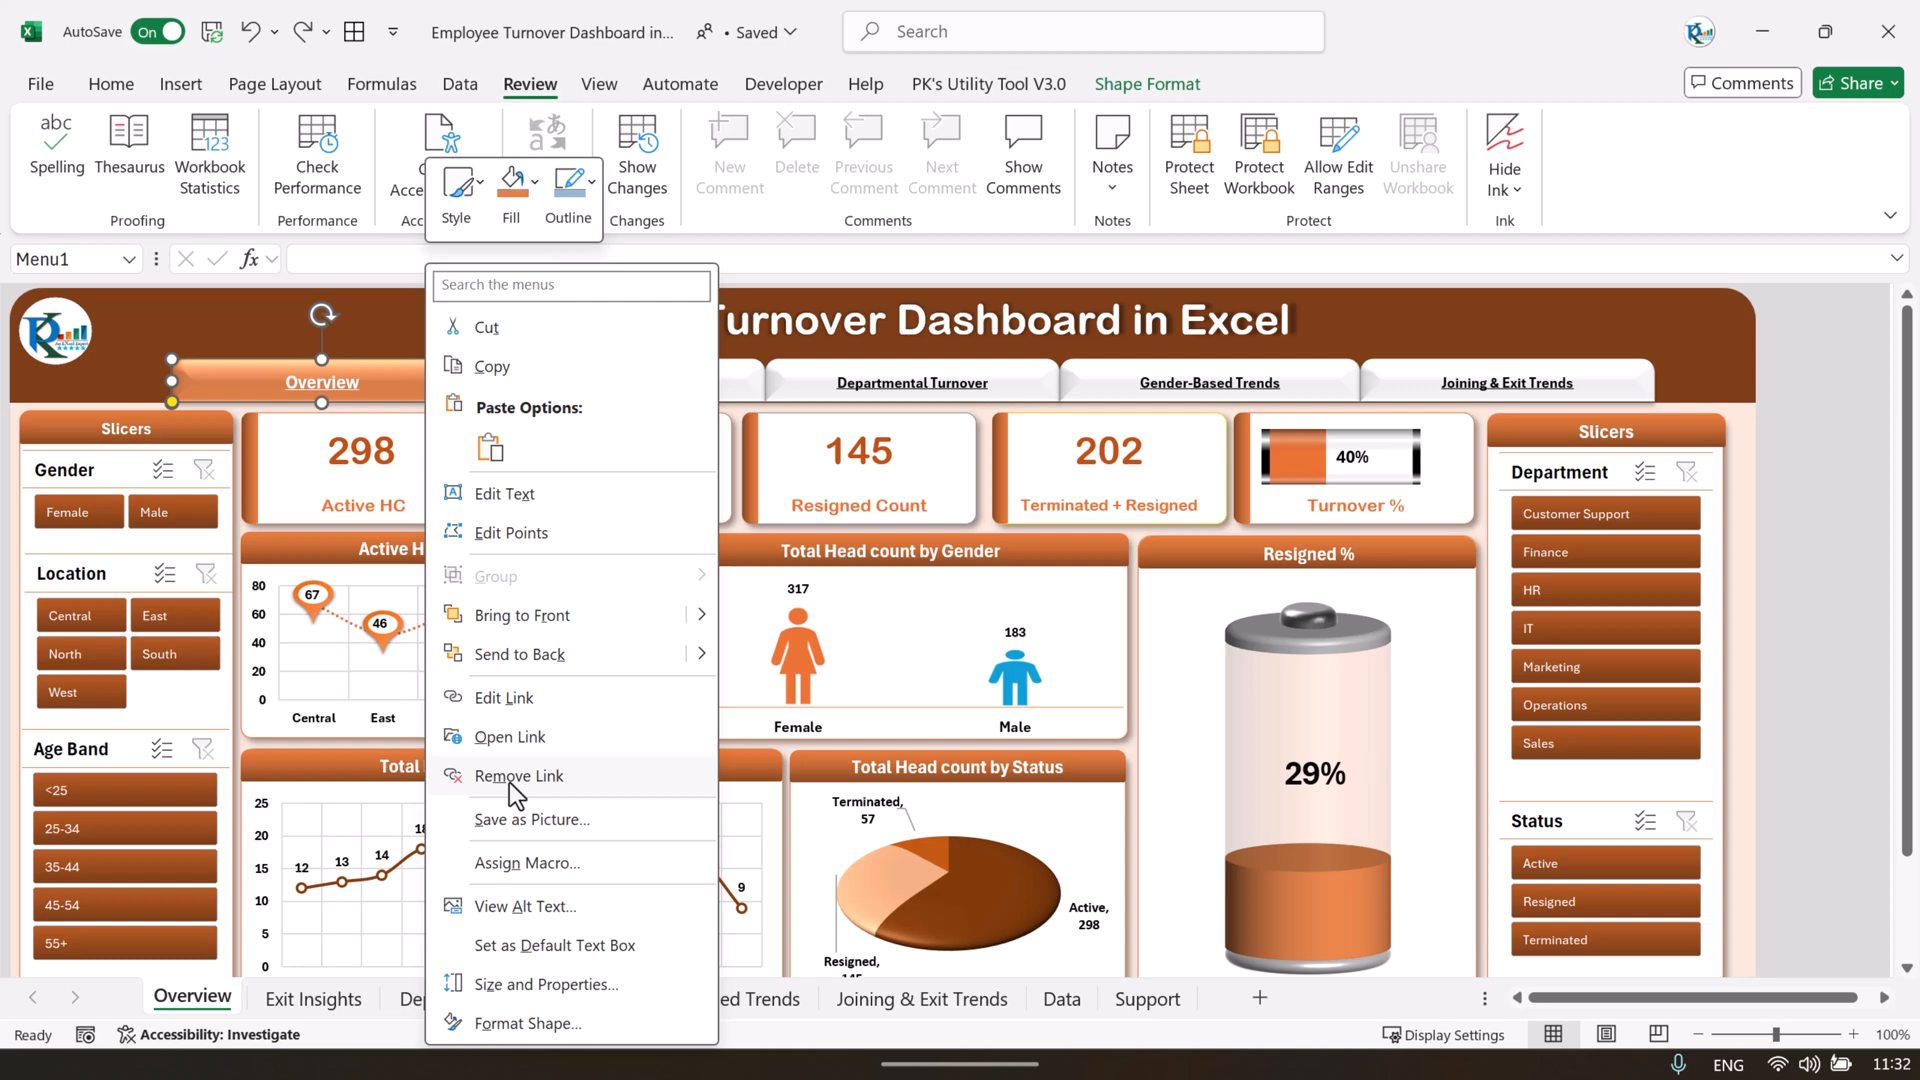 AutoSave On Employee Turnover Dashboard in... • Saved Search
File Home Insert Page Layout Formulas Data Review View Automate Developer Help PK's Utility Tool V3.0 Shape Format Comments Share
abc
Spelling Thesaurus Workbook Statistics Check Performance Show Changes New Comment Delete Previous Comment Next Comment Show Comments Notes Protect Sheet Protect Workbook Allow Edit Ranges Unshare Workbook Hide Ink
Style Fill Outline
Proofing Performance Changes Comments Notes Protect Ink
Menu1 fx
Search the menus
Cut
Copy
Paste Options:
Edit Text
Edit Points
Group
Bring to Front
Send to Back
Edit Link
Open Link
Remove Link
Save as Picture...
Assign Macro...
View Alt Text...
Set as Default Text Box
Size and Properties...
Format Shape...
Turnover Dashboard in Excel
Overview Departmental Turnover Gender-Based Trends Joining & Exit Trends
Slicers
Gender
Female Male
Location
Central East
North South
West
Age Band
<25
25-34
35-44
45-54
55+
298
Active HC
145
Resigned Count
202
Terminated + Resigned
40%
Turnover %
Active H
80
60
40
20
0
67
46
Central East
Total Head count by Gender
317
183
Female Male
Resigned %
29%
Total
25
20
15
10
5
0
12 13 14 18
9
Total Head count by Status
Terminated,
57
Active,
298
Resigned,
145
Slicers
Department
Customer Support
Finance
HR
IT
Marketing
Operations
Sales
Status
Active
Resigned
Terminated
Overview Exit Insights De ed Trends Joining & Exit Trends Data Support
Ready Accessibility: Investigate Display Settings 100%
ENG 11:32